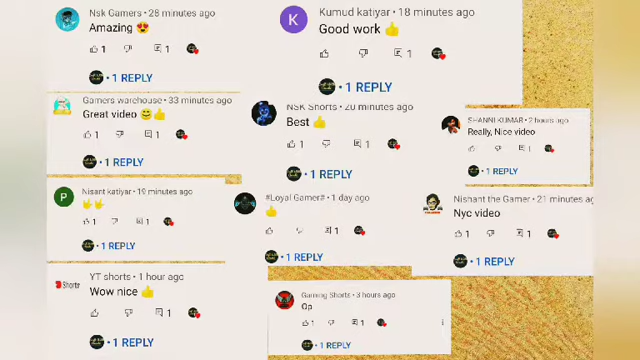 Nsk Gamers • 28 minutes ago
Amazing 😍
1 1
• 1 REPLY
K
Kumud katiyar • 18 minutes ago
Good work 👍
1
• 1 REPLY
Gamers warehouse • 33 minutes ago
Great video 😊👍
1 1
• 1 REPLY
NSK Shorts • 20 minutes ago
Best 👍
1 1
• 1 REPLY
SHANNI KUMAR • 2 hours ago
Really, Nice video
1
• 1 REPLY
P
Nisant katiyar • 19 minutes ago
🤟🤟
1 1
• 1 REPLY
#Loyal Gamer# • 1 day ago
👍
1
• 1 REPLY
Nishant the Gamer • 21 minutes
Nyc video
1 1
• 1 REPLY
Shorts
YT shorts • 1 hour ago
Wow nice 👍
1
• 1 REPLY
Gaming Shorts • 3 hours ago
Op
1 1
• 1 REPLY